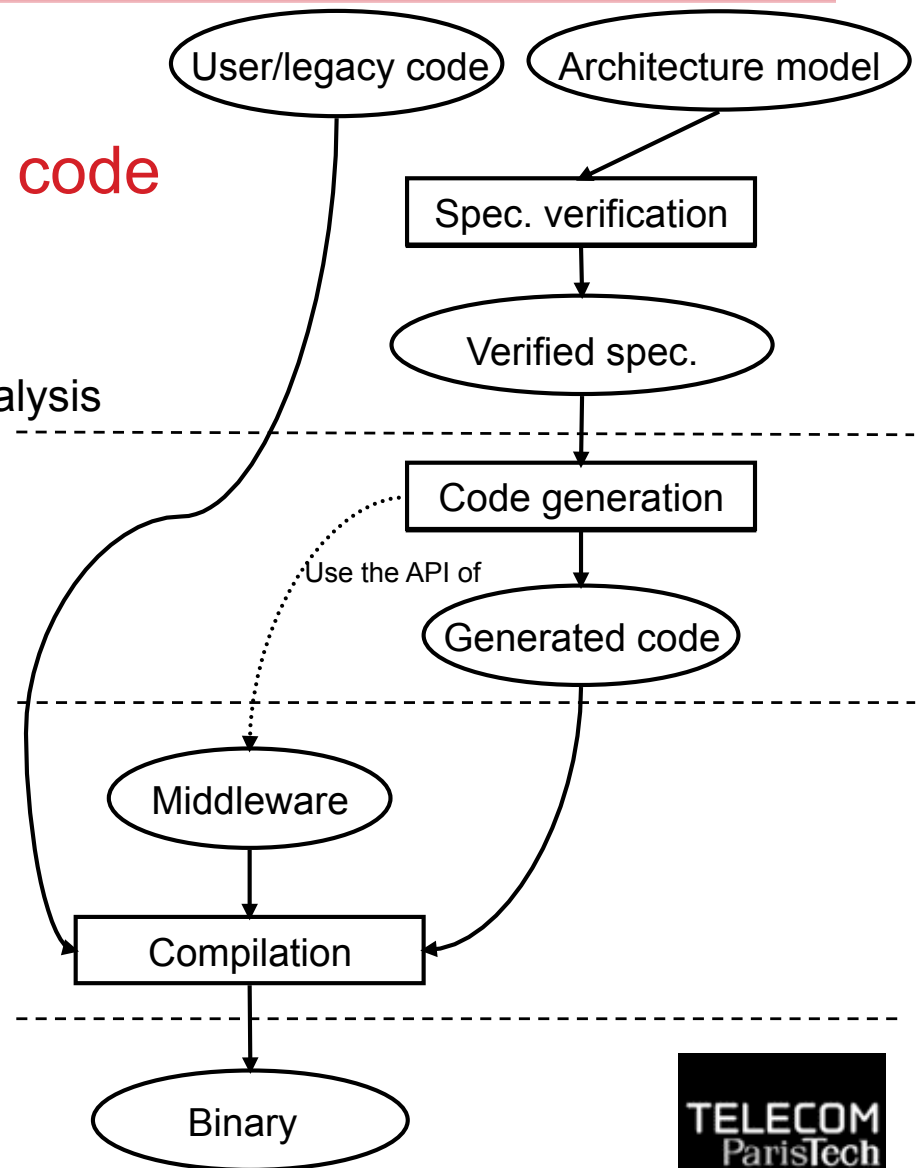 User/legacy code
Architecture model
code
Spec. verification
Verified spec.
alysis
Code generation
Use the API of
Generated code
Middleware
Compilation
Binary
TELECOM
ParisTech